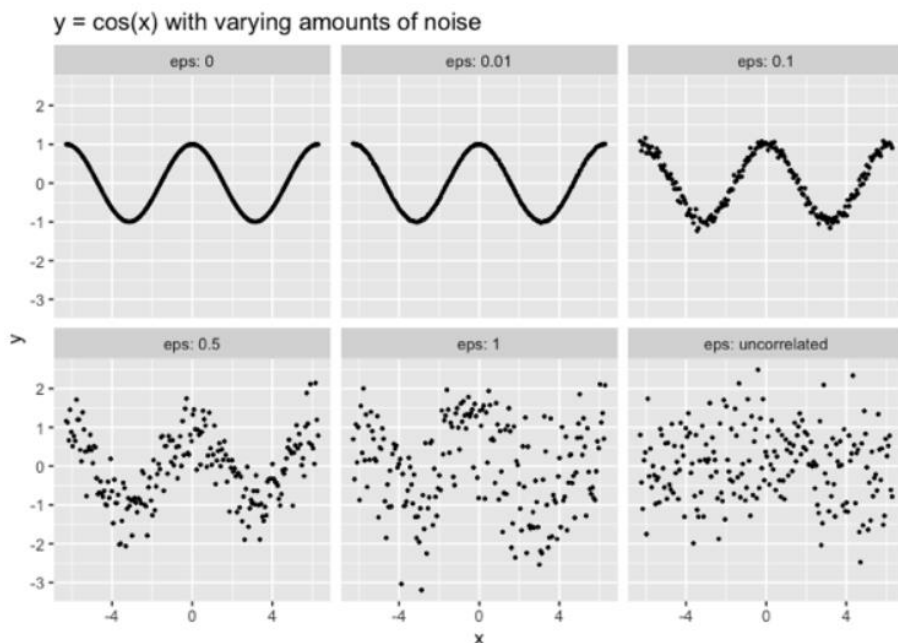 y = cos(x) with varying amounts of noise
eps: 0
eps: 0.01
eps: 0.1
2
1
0
-1
-2
-3
y
eps: 0.5
eps: 1
eps: uncorrelated
2
1
0
-1
-2
-3
-4 0 4
-4 0 4
-4 0 4
x